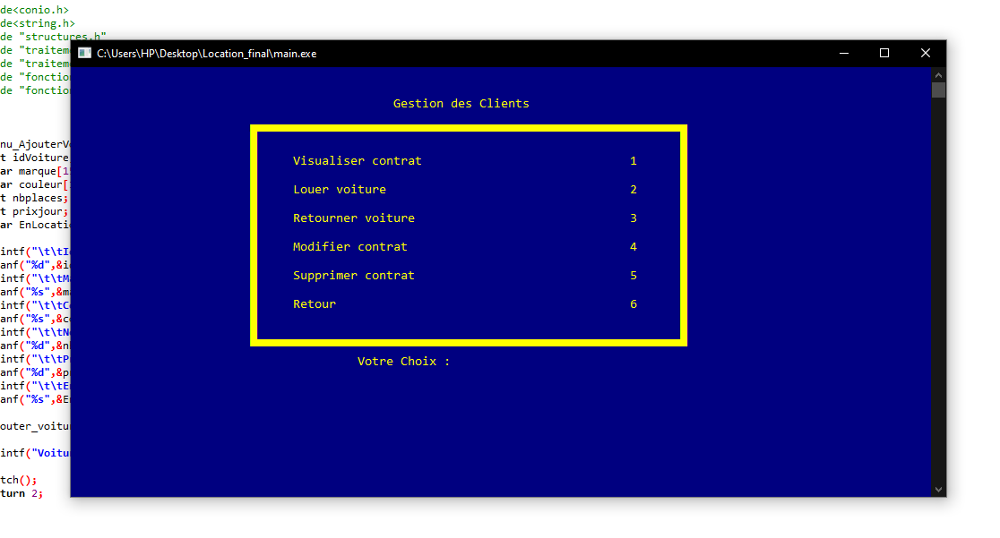 de<conio.h>
de<string.h>
de "structures.h"
de "traitem
de "traitem
de "fonction
de "fonction
C:\Users\HP\Desktop\Location_final\main.exe
Gestion des Clients
Visualiser contrat 1
Louer voiture 2
Retourner voiture 3
Modifier contrat 4
Supprimer contrat 5
Retour 6
Votre Choix :
nu_AjouterV
t idVoiture
ar marque[1
ar couleur[
t nbplaces;
t prixjour;
ar EnLocati
intf("\t\tI
anf("%d",&i
intf("\t\tM
anf("%s",&m
intf("\t\tC
anf("%s",&c
intf("\t\tN
anf("%d",&n
intf("\t\tP
anf("%d",&p
intf("\t\tE
anf("%s",&E
outer_voitu
intf("Voitu
tch();
turn 2;